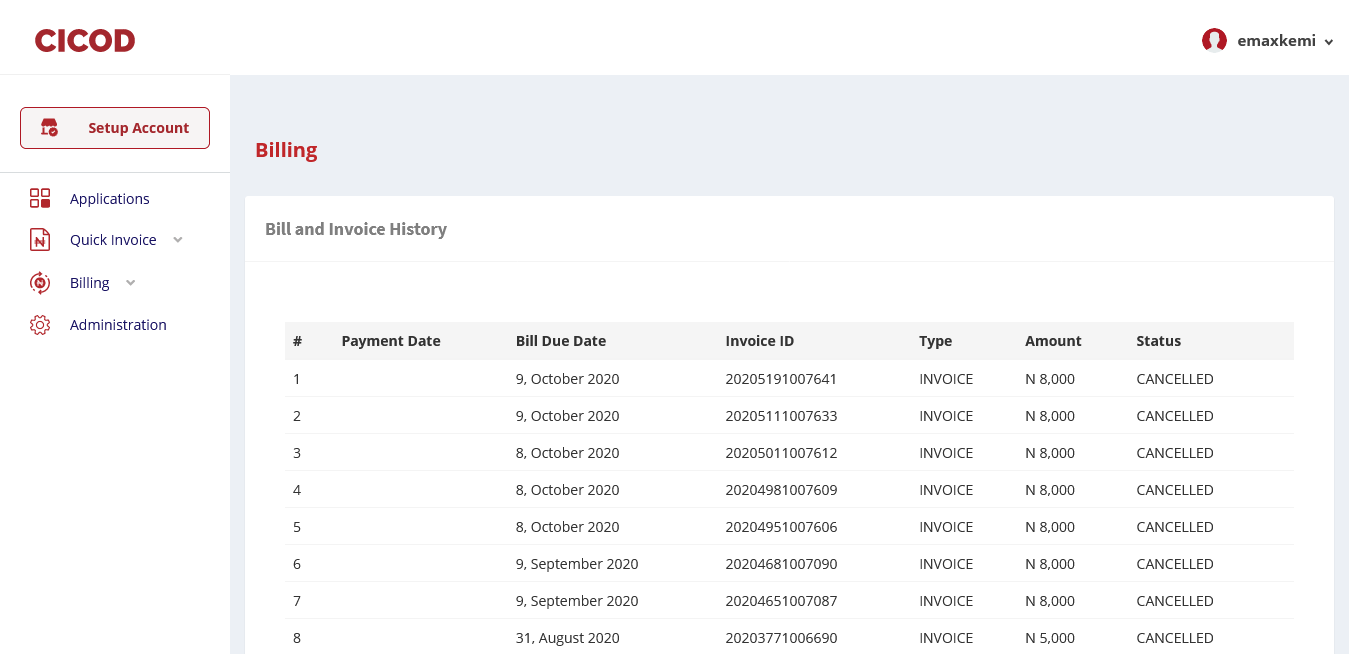 CICOD
emaxkemi
Setup Account
Applications
Quick Invoice
Billing
Administration
Billing
Bill and Invoice History
# Payment Date Bill Due Date Invoice ID Type Amount Status
1 9, October 2020 20205191007641 INVOICE N 8,000 CANCELLED
2 9, October 2020 20205111007633 INVOICE N 8,000 CANCELLED
3 8, October 2020 20205011007612 INVOICE N 8,000 CANCELLED
4 8, October 2020 20204981007609 INVOICE N 8,000 CANCELLED
5 8, October 2020 20204951007606 INVOICE N 8,000 CANCELLED
6 9, September 2020 20204681007090 INVOICE N 8,000 CANCELLED
7 9, September 2020 20204651007087 INVOICE N 8,000 CANCELLED
8 31, August 2020 20203771006690 INVOICE N 5,000 CANCELLED